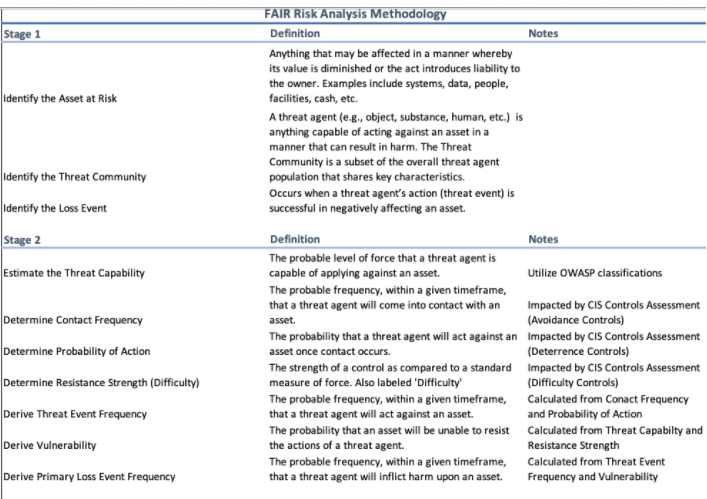 FAIR Risk Analysis Methodology
Stage 1 Definition Notes
Anything that may be affected in a manner whereby
its value is diminished or the act introduces liability to
the owner. Examples include systems, data, people,
Identify the Asset at Risk facilities, cash, etc.
A threat agent (e.g., object, substance, human, etc.) is
anything capable of acting against an asset in a
manner that can result in harm. The Threat
Community is a subset of the overall threat agent
Identify the Threat Community population that shares key characteristics.
Occurs when a threat agent's action (threat event) is
Identify the Loss Event successful in negatively affecting an asset.
Stage 2 Definition Notes
The probable level of force that a threat agent is
Estimate the Threat Capability capable of applying against an asset. Utilize OWASP classifications
The probable frequency, within a given timeframe,
that a threat agent will come into contact with an Impacted by CIS Controls Assessment
Determine Contact Frequency asset. (Avoidance Controls)
The probability that a threat agent will act against an Impacted by CIS Controls Assessment
Determine Probability of Action asset once contact occurs. (Deterrence Controls)
The strength of a control as compared to a standard Impacted by CIS Controls Assessment
Determine Resistance Strength (Difficulty) measure of force. Also labeled 'Difficulty' (Difficulty Controls)
The probable frequency, within a given timeframe, Calculated from Conact Frequency
Derive Threat Event Frequency that a threat agent will act against an asset. and Probability of Action
The probability that an asset will be unable to resist Calculated from Threat Capabilty and
Derive Vulnerability the actions of a threat agent. Resistance Strength
The probable frequency, within a given timeframe, Calculated from Threat Event
Derive Primary Loss Event Frequency that a threat agent will inflict harm upon an asset. Frequency and Vulnerability